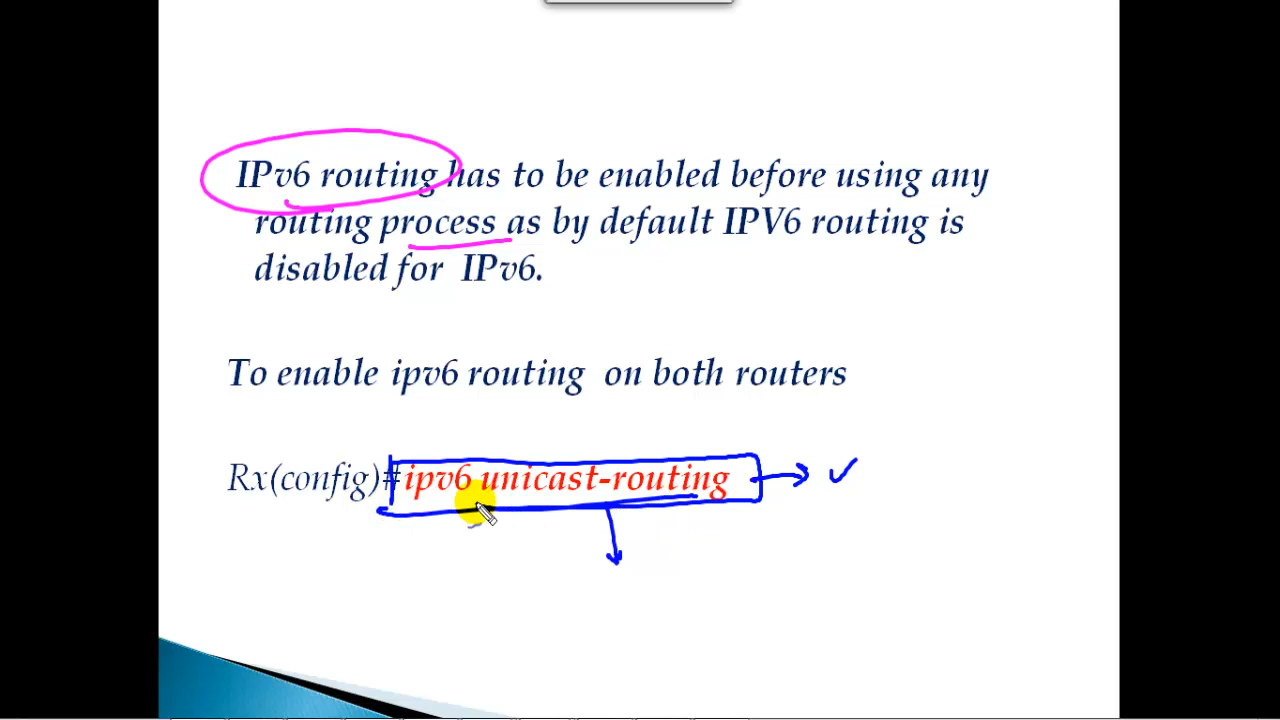 IPv6 routing has to be enabled before using any
routing process as by default IPV6 routing is
disabled for IPv6.
To enable ipv6 routing on both routers
Rx(config)#ipv6 unicast-routing